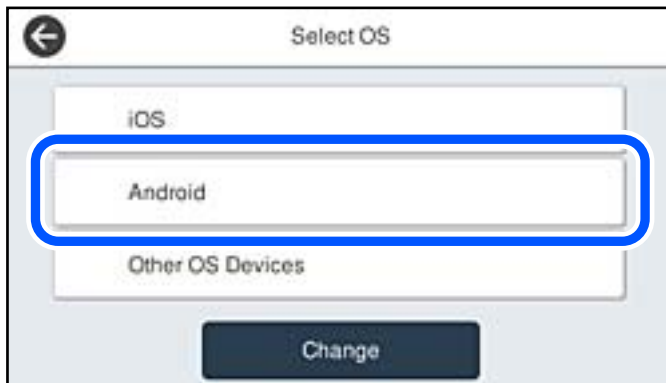 Select OS
iOS
Android
Other OS Devices
Change